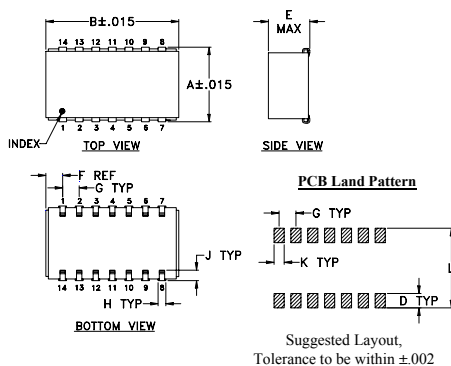 B±.015
14 13 12 11 10 9 8
A±.015
INDEX
1 2 3 4 5 6 7
TOP VIEW
E
MAX
SIDE VIEW
F REF
G TYP
1 2 3 4 5 6 7
J TYP
14 13 12 11 10 9 8
H TYP
BOTTOM VIEW
PCB Land Pattern
G TYP
K TYP
L
D TYP
Suggested Layout,
Tolerance to be within ±.002